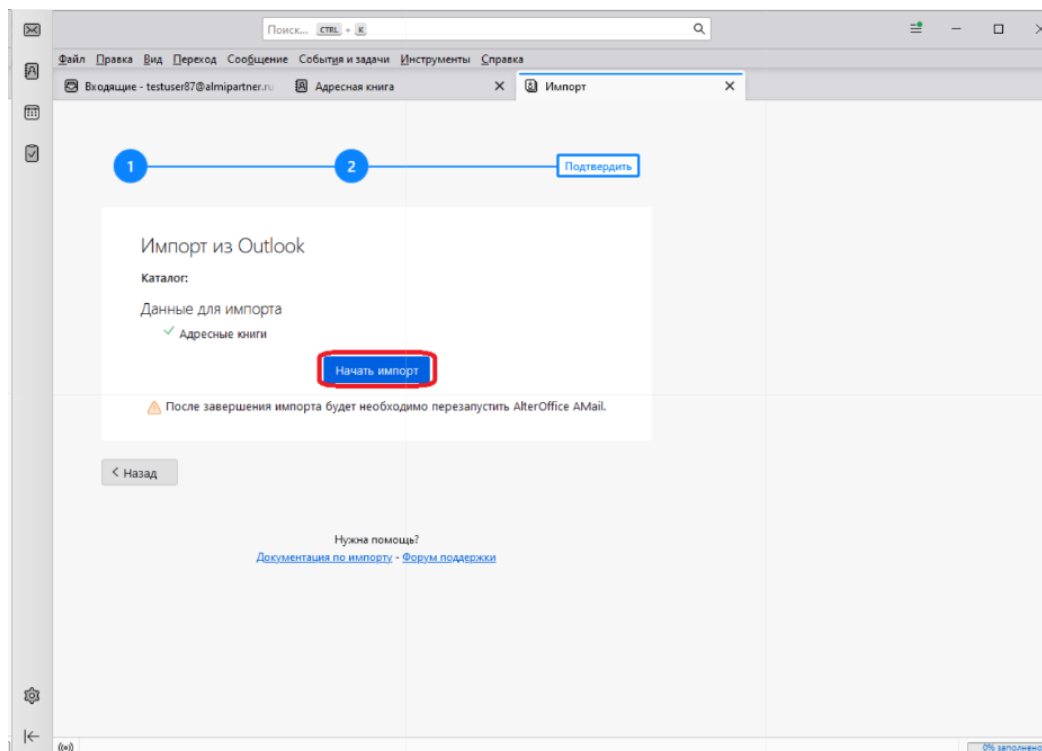 Поиск... CTRL + K
Файл Правка Вид Переход Сообщение События и задачи Инструменты Справка
Входящие - testuser87@almipartner.ru Адресная книга Импорт
1 2 Подтвердить
Импорт из Outlook
Каталог:
Данные для импорта
Адресные книги
Начать импорт
После завершения импорта будет необходимо перезапустить AlterOffice AMail.
Назад
Нужна помощь?
Документация по импорту - Форум поддержки
0% заполнено